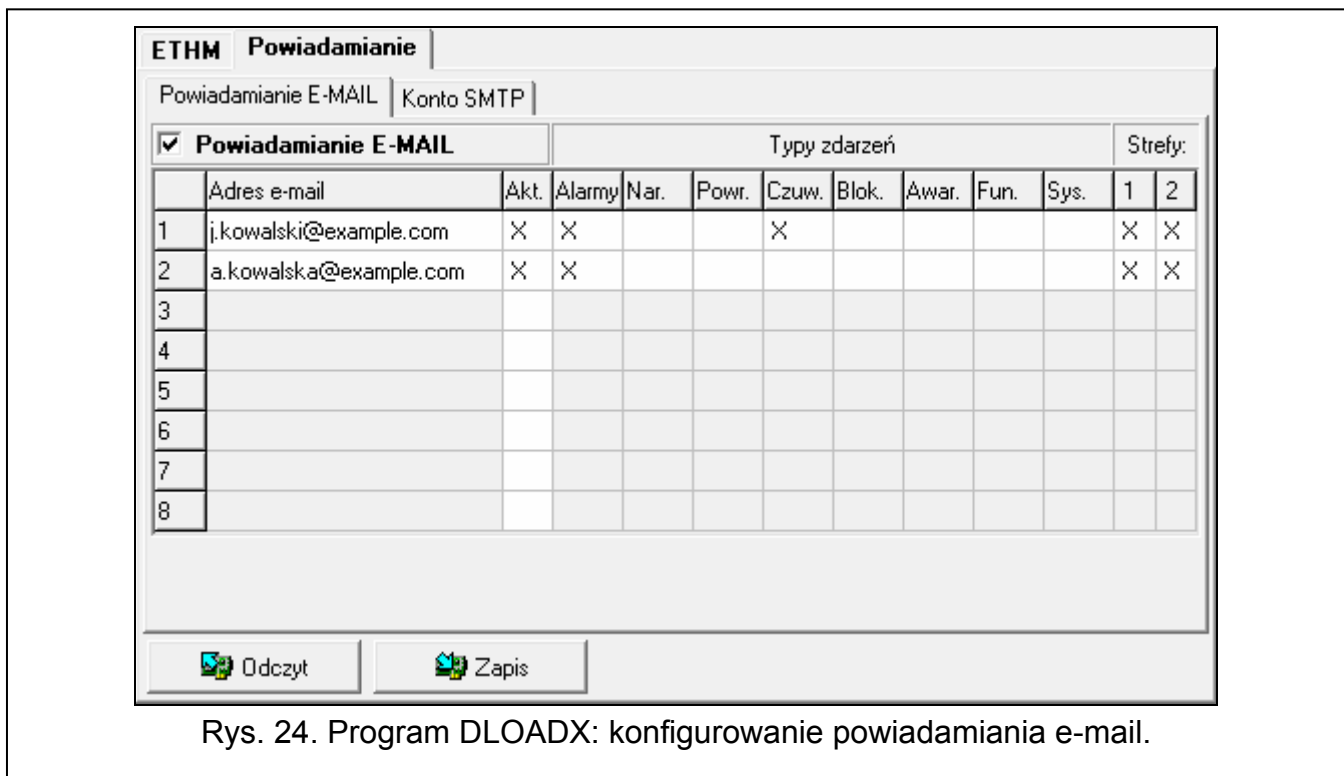 ETHM Powiadamianie
Powiadamianie E-MAIL Konto SMTP
Powiadamianie E-MAIL Typy zdarzeń Strefy:
Adres e-mail Akt. Alarmy Nar. Powr. Czuw. Blok. Awar. Fun. Sys. 1 2
1 j.kowalski@example.com X X X X X
2 a.kowalska@example.com X X X X
3
4
5
6
7
8
Odczyt Zapis
Rys. 24. Program DLOADX: konfigurowanie powiadamiania e-mail.